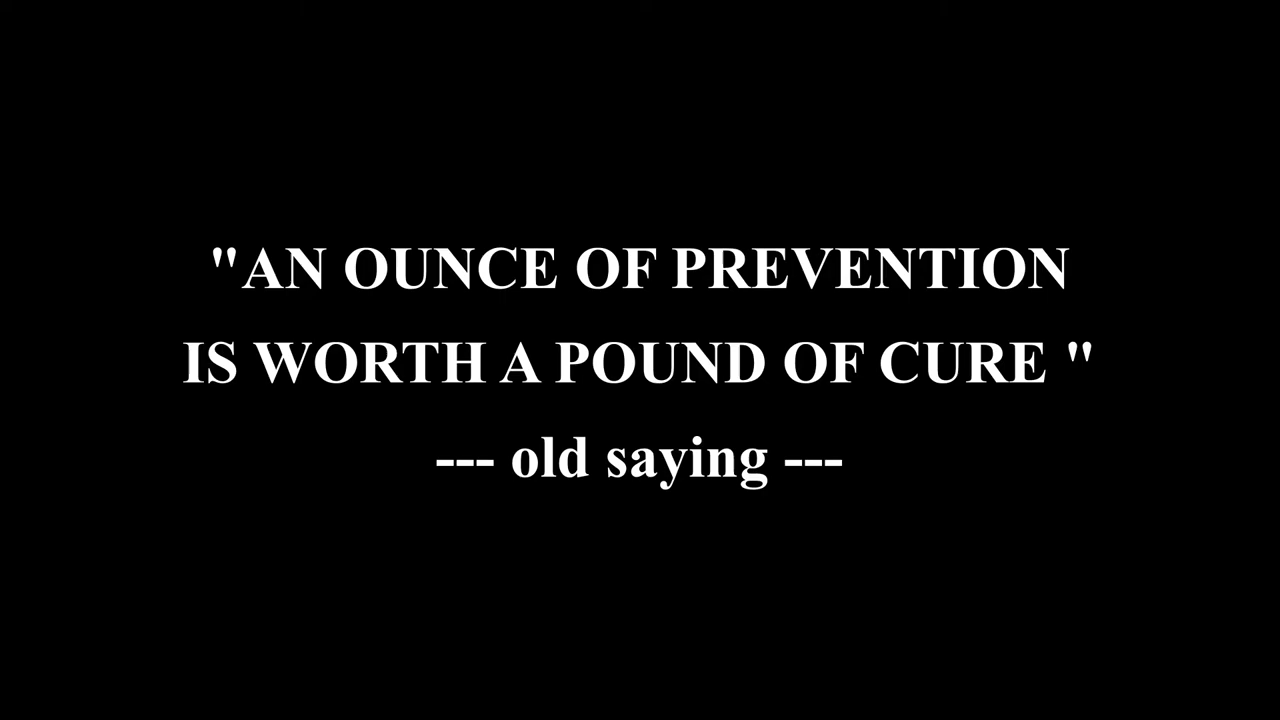 "AN OUNCE OF PREVENTION
IS WORTH A POUND OF CURE "
--- old saying ---